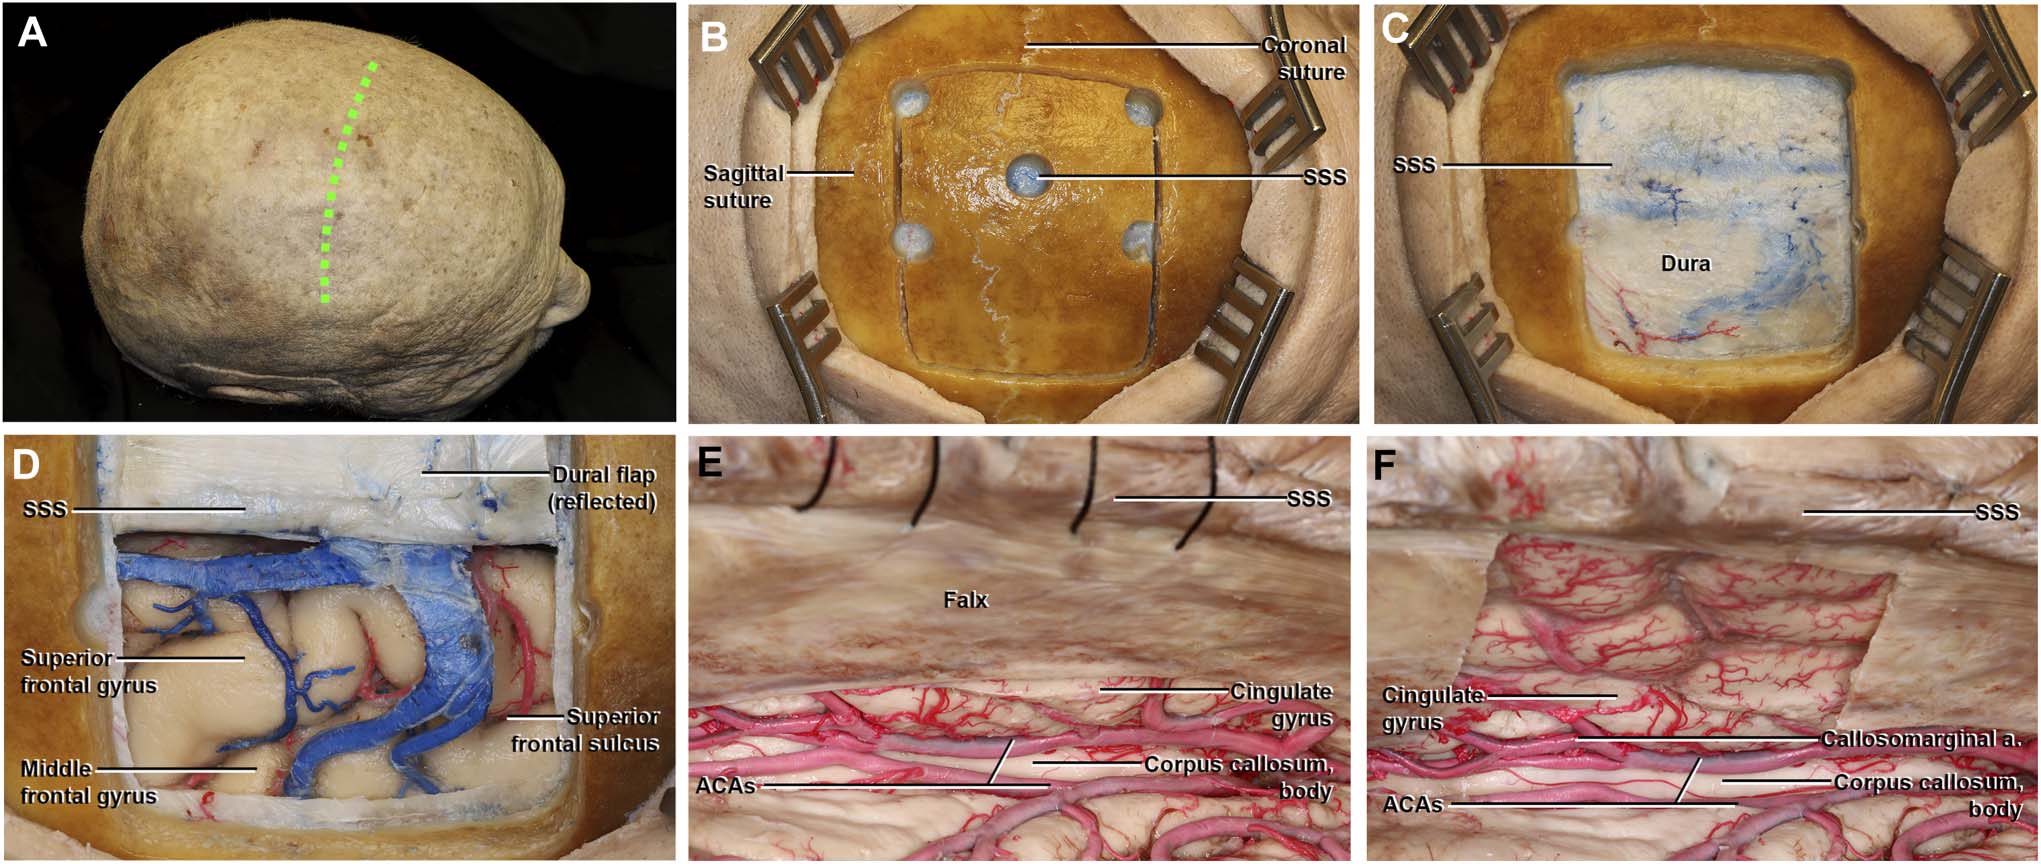 A
B
Coronal
suture
Sagittal
suture
SSS
C
SSS
Dura
D
Dural flap
(reflected)
SSS
Superior
frontal gyrus
Superior
frontal sulcus
Middle
frontal gyrus
E
SSS
Falx
Cingulate
gyrus
Corpus callosum,
body
ACAs
F
SSS
Cingulate
gyrus
Callosomarginal a.
Corpus callosum,
body
ACAs